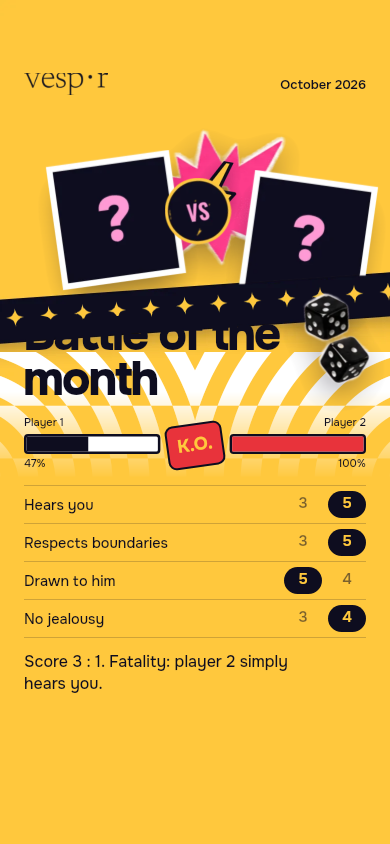 vesp·r
October 2026
?
VS
?
Battle of the
month
Player 1
Player 2
K.O.
47%
100%
Hears you 3 5
Respects boundaries 3 5
Drawn to him 5 4
No jealousy 3 4
Score 3 : 1. Fatality: player 2 simply
hears you.